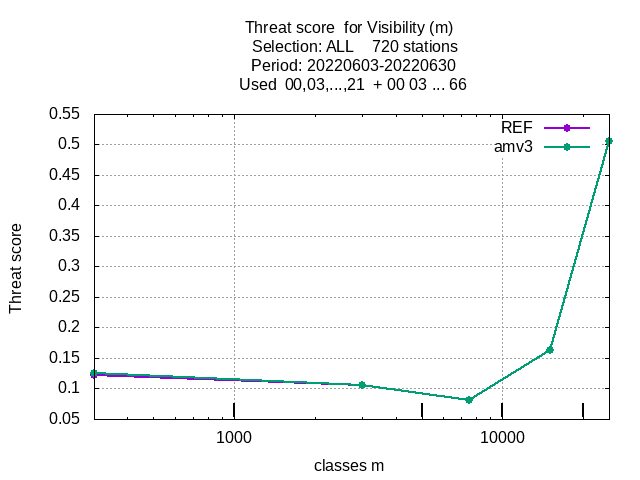 Threat score  for Visibility (m)
Selection: ALL    720 stations
Period: 20220603-20220630
Used  00,03,...,21  + 00 03 ... 66
REF
amv3
0.55
0.5
0.45
0.4
0.35
0.3
0.25
0.2
0.15
0.1
0.05
Threat score
1000
10000
classes m